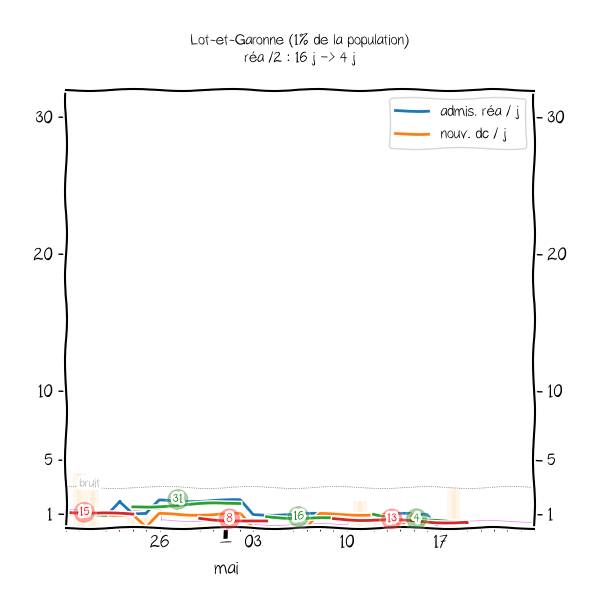 Lot-et-Garonne (1% de la population)
réa /2 : 16 j -> 4 j
admis. réa / j
nouv. dc / j
30 30
20 20
10 10
5 5
... bruit
1 1
15 31 8 16 13 4
26 03 10 17
mai